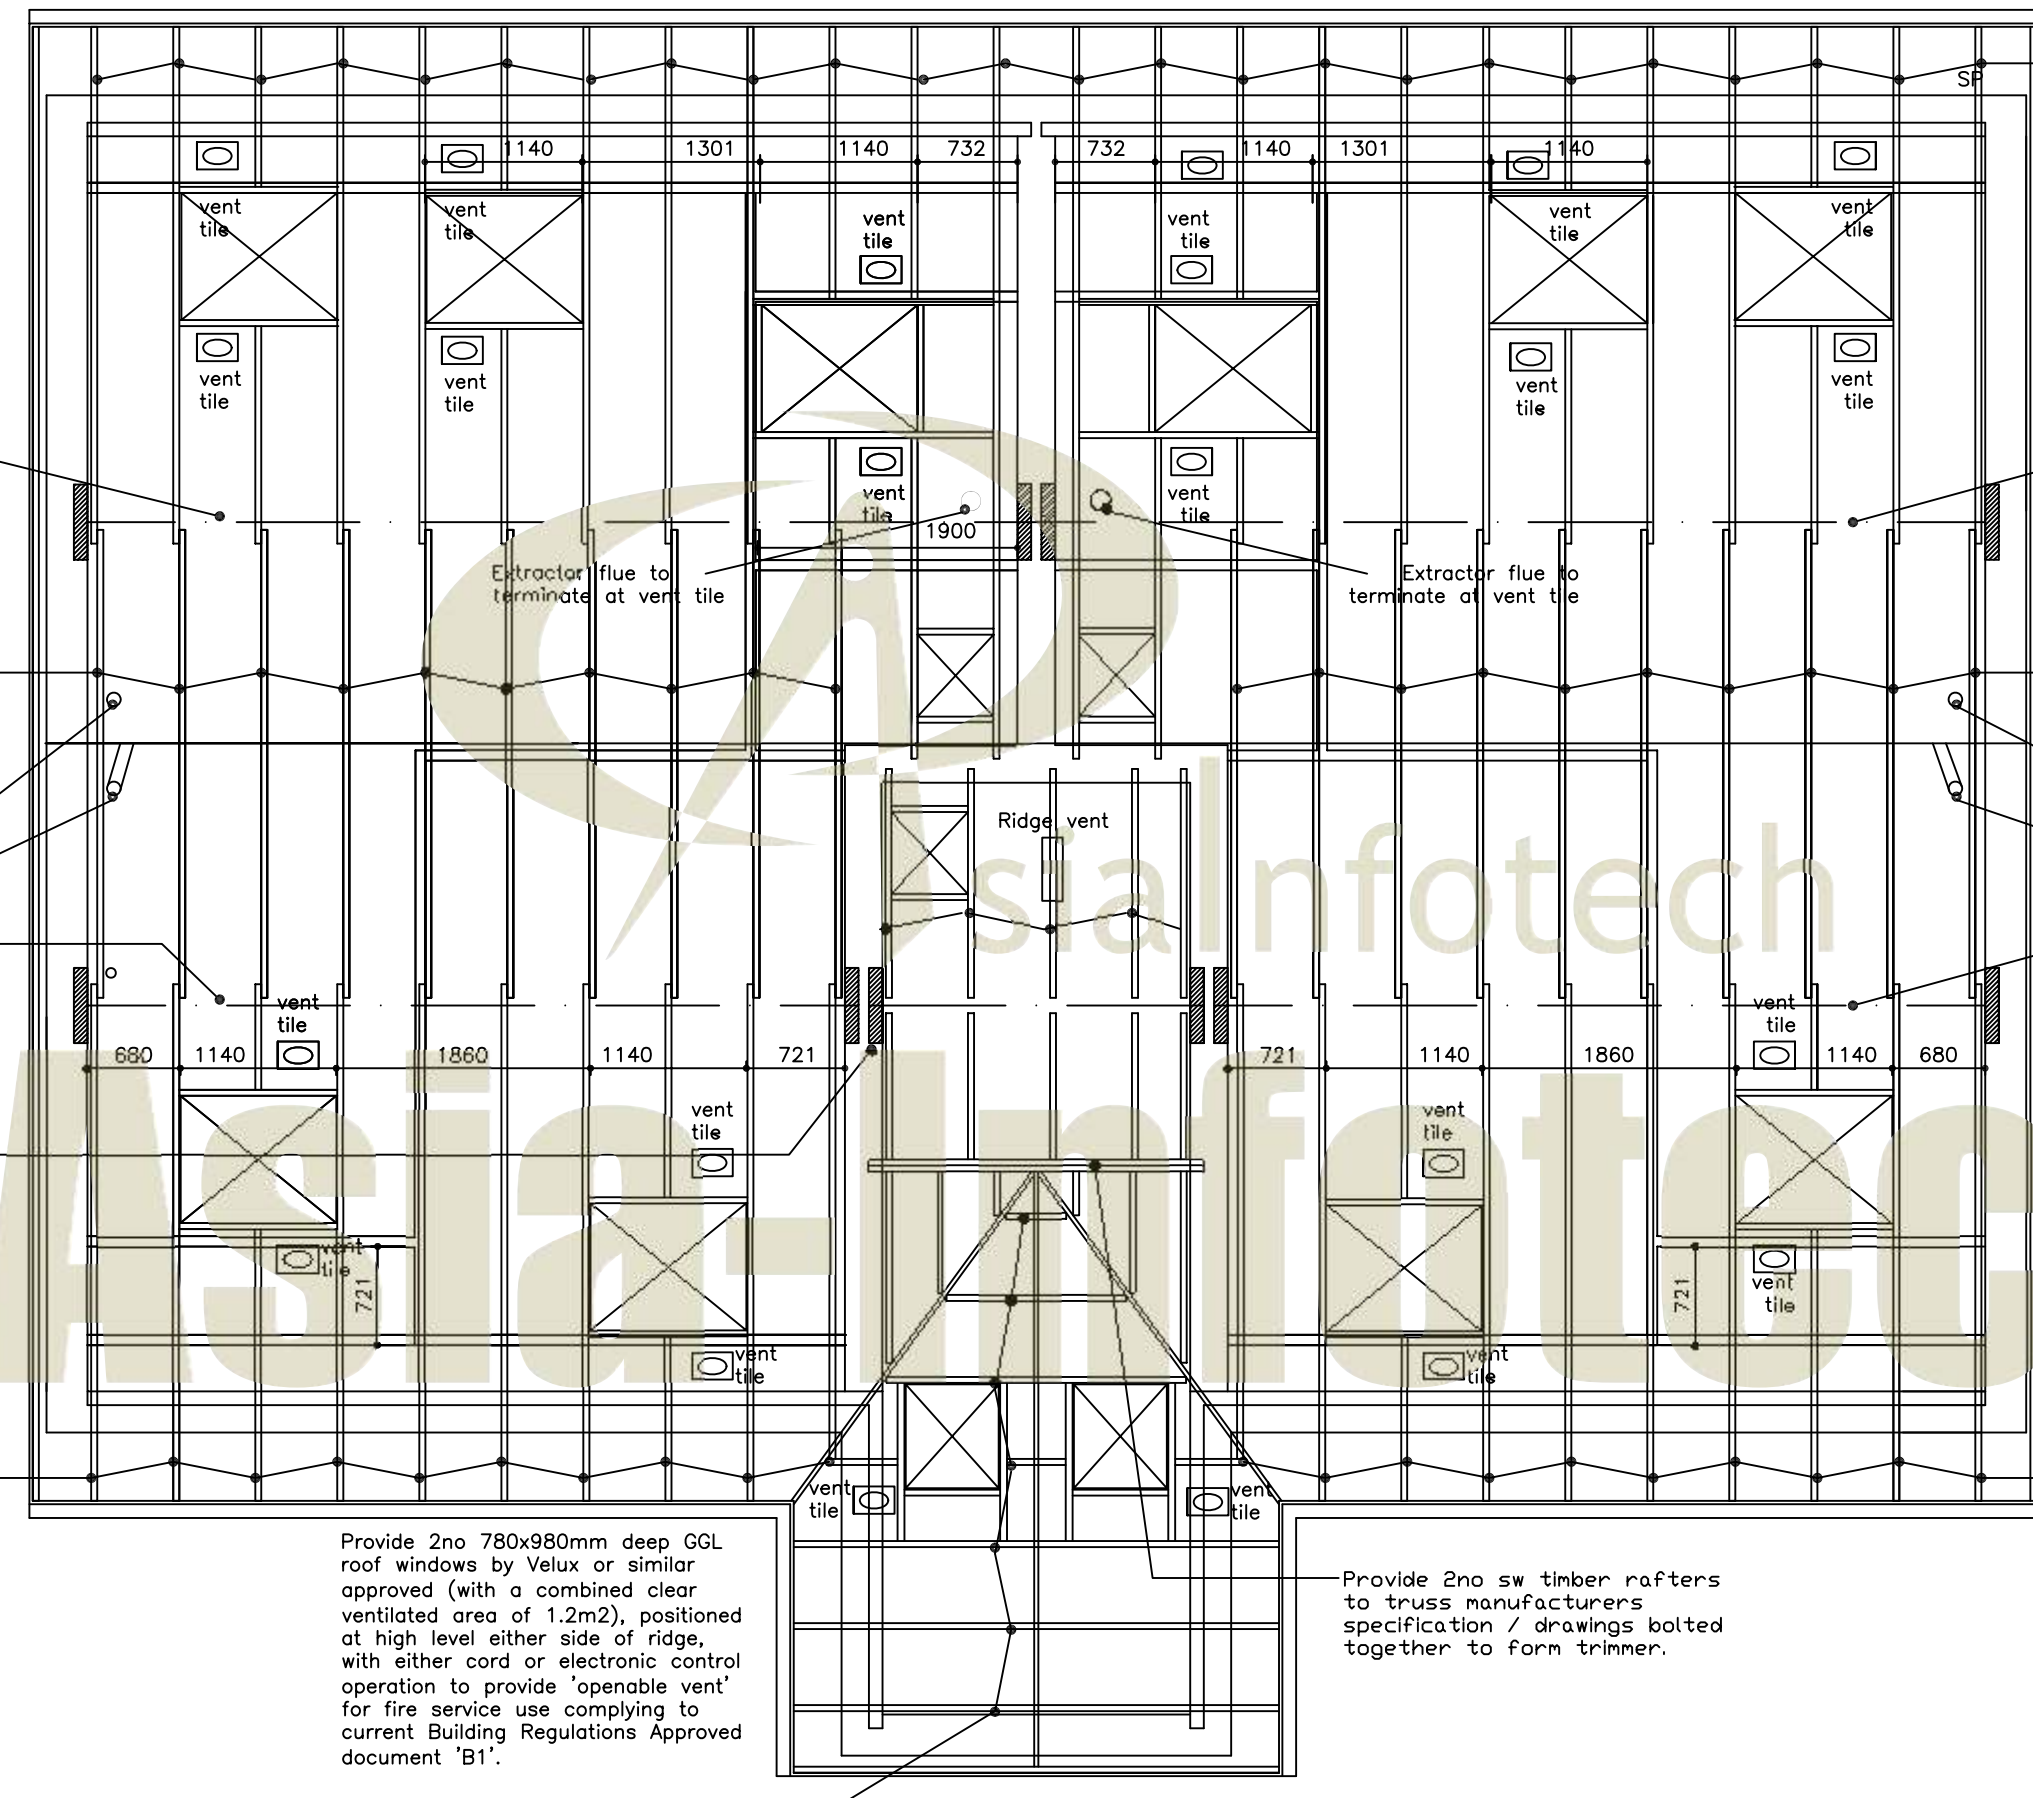 SP
1140
1301
1140
732
732
1140
1301
1140
vent
tile
vent
tile
vent
tile
vent
tile
vent
tile
vent
tile
vent
tile
vent
tile
vent
tile
vent
tile
vent
tile
vent
tile
1900
Extractor flue to
terminate at vent tile
Extractor flue to
terminate at vent tile
Ridge vent
AsiaInfotech
vent
tile
vent
tile
680
1140
1860
1140
721
721
1140
1860
1140
680
Asia-Infotec
vent
tile
vent
tile
vent
tile
721
721
vent
tile
vent
tile
vent
tile
vent
tile
vent
tile
Provide 2no 780x980mm deep GGL
roof windows by Velux or similar
approved (with a combined clear
ventilated area of 1.2m2), positioned
at high level either side of ridge,
with either cord or electronic control
operation to provide 'openable vent'
for fire service use complying to
current Building Regulations Approved
document 'B1'.
Provide 2no sw timber rafters
to truss manufacturers
specification / drawings bolted
together to form trimmer.